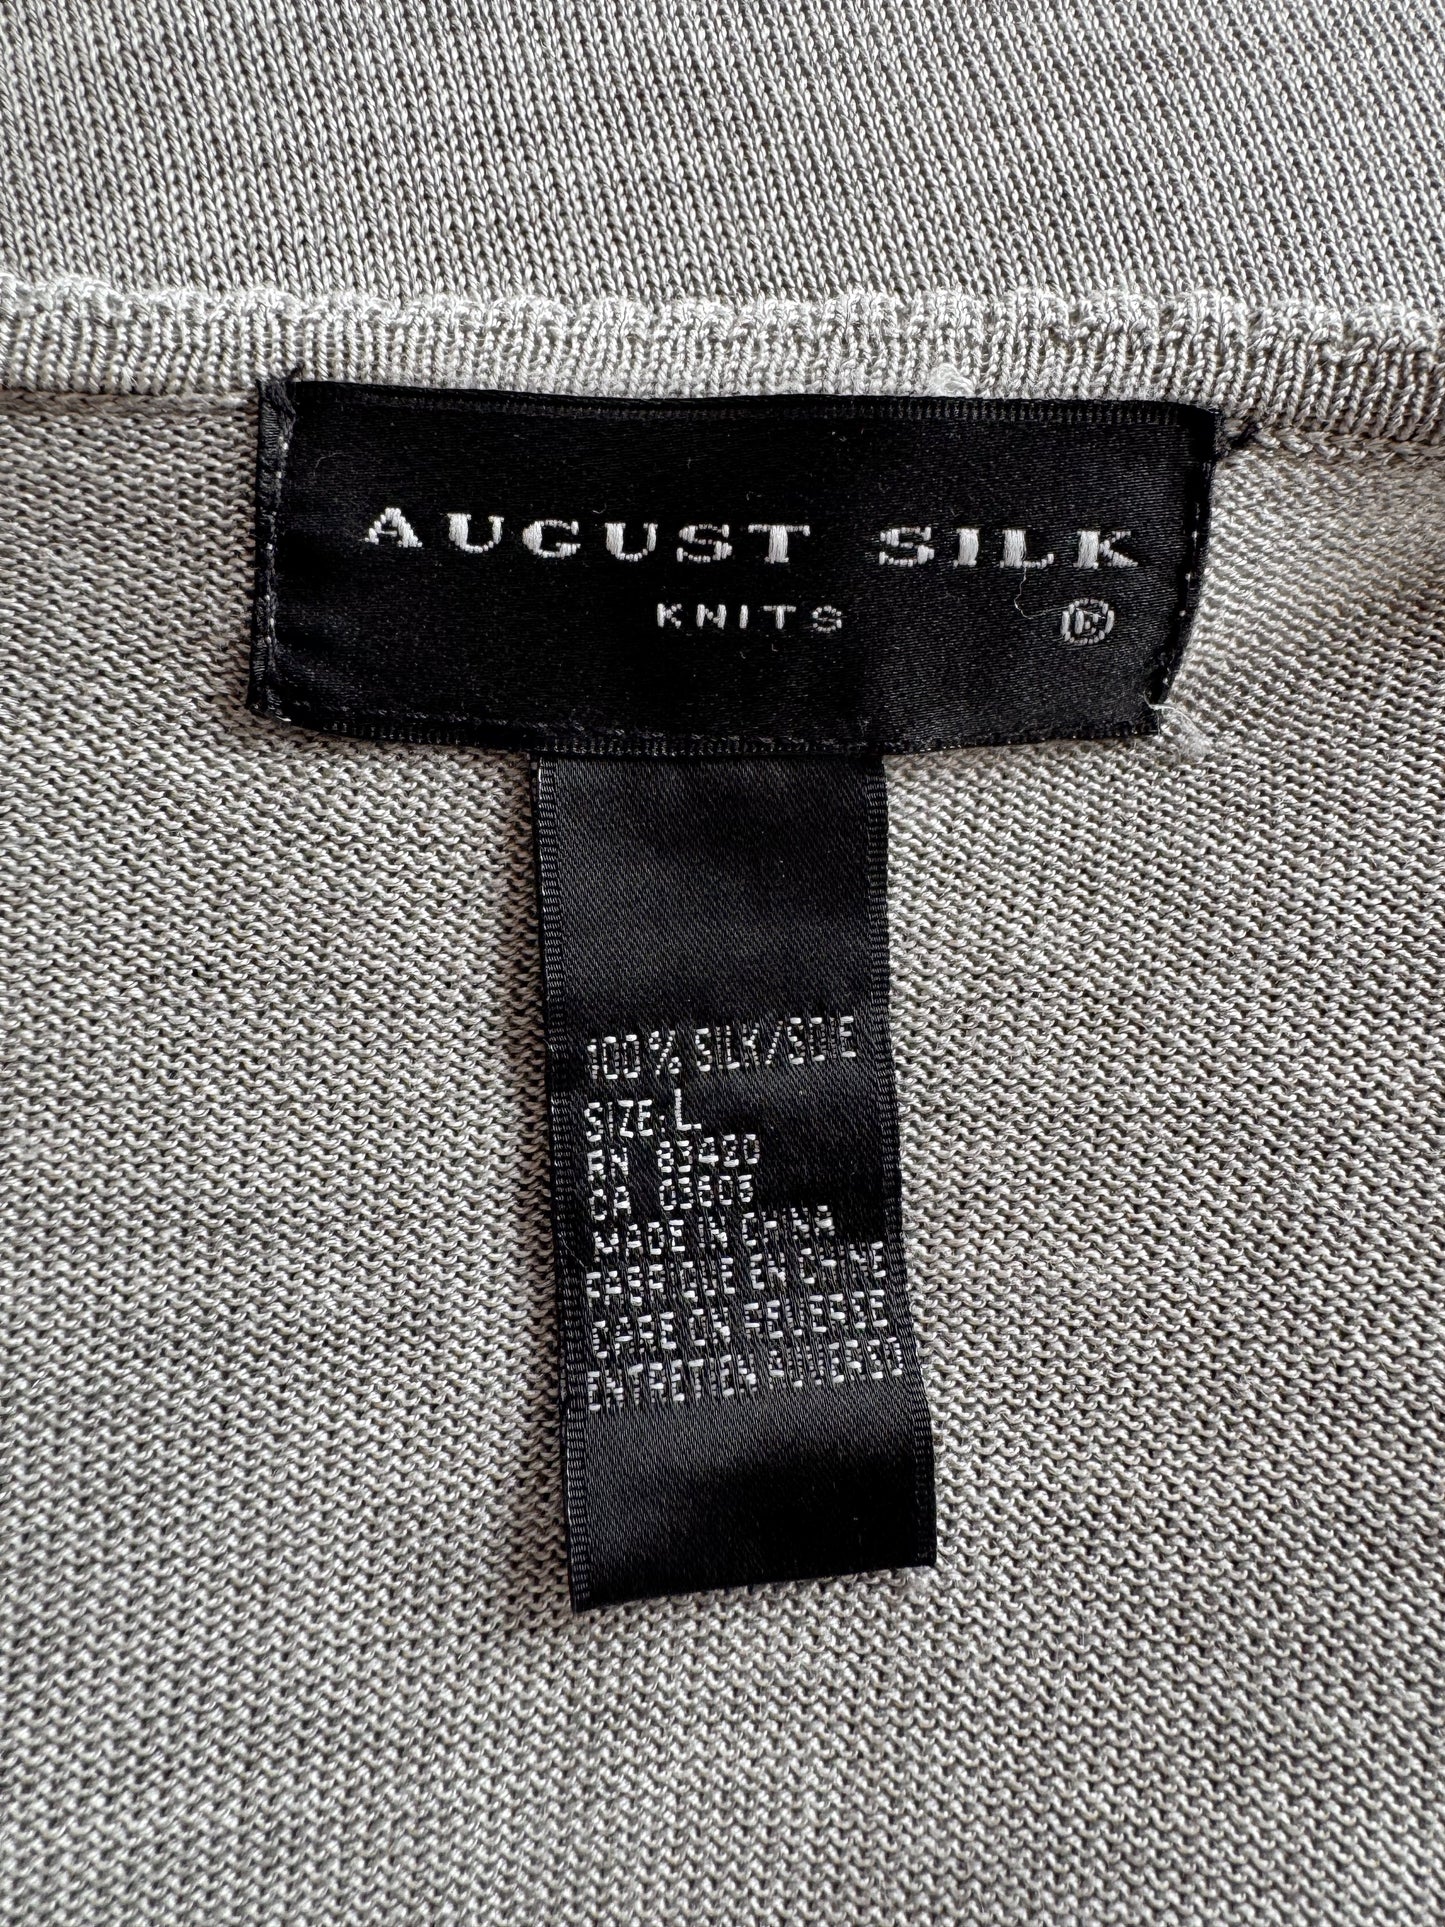 AUGUST SILK
KNITS
Ⓔ
100% SILK/SOIE
SIZE: L
RN 83420
CA 03603
MADE IN CHINA
FABRIQUE EN CHINE
CARE ON REVERSE
ENTRETIEN AU VERSO